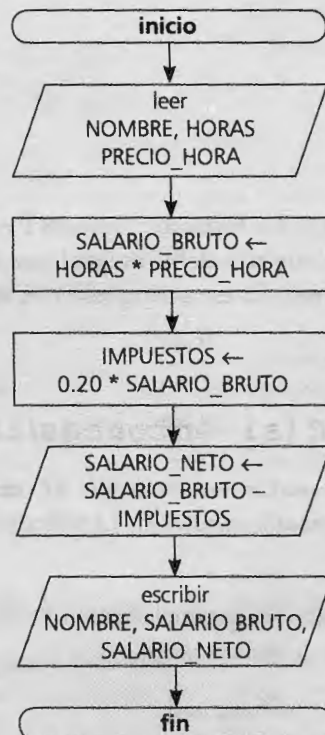 inicio
leer
NOMBRE, HORAS
PRECIO_HORA
SALARIO_BRUTO ←
HORAS * PRECIO_HORA
IMPUESTOS ←
0.20 * SALARIO_BRUTO
SALARIO_NETO ←
SALARIO_BRUTO –
IMPUESTOS
escribir
NOMBRE, SALARIO BRUTO,
SALARIO_NETO
fin